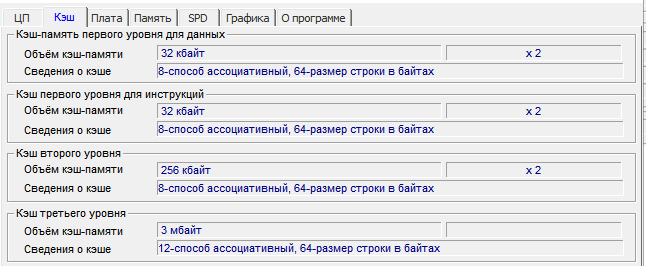 ЦП Кэш Плата Память SPD Графика О программе
Кэш-память первого уровня для данных
Объём кэш-памяти 32 кбайт x 2
Сведения о кэше 8-способ ассоциативный, 64-размер строки в байтах
Кэш первого уровня для инструкций
Объём кэш-памяти 32 кбайт x 2
Сведения о кэше 8-способ ассоциативный, 64-размер строки в байтах
Кэш второго уровня
Объём кэш-памяти 256 кбайт x 2
Сведения о кэше 8-способ ассоциативный, 64-размер строки в байтах
Кэш третьего уровня
Объём кэш-памяти 3 мбайт
Сведения о кэше 12-способ ассоциативный, 64-размер строки в байтах